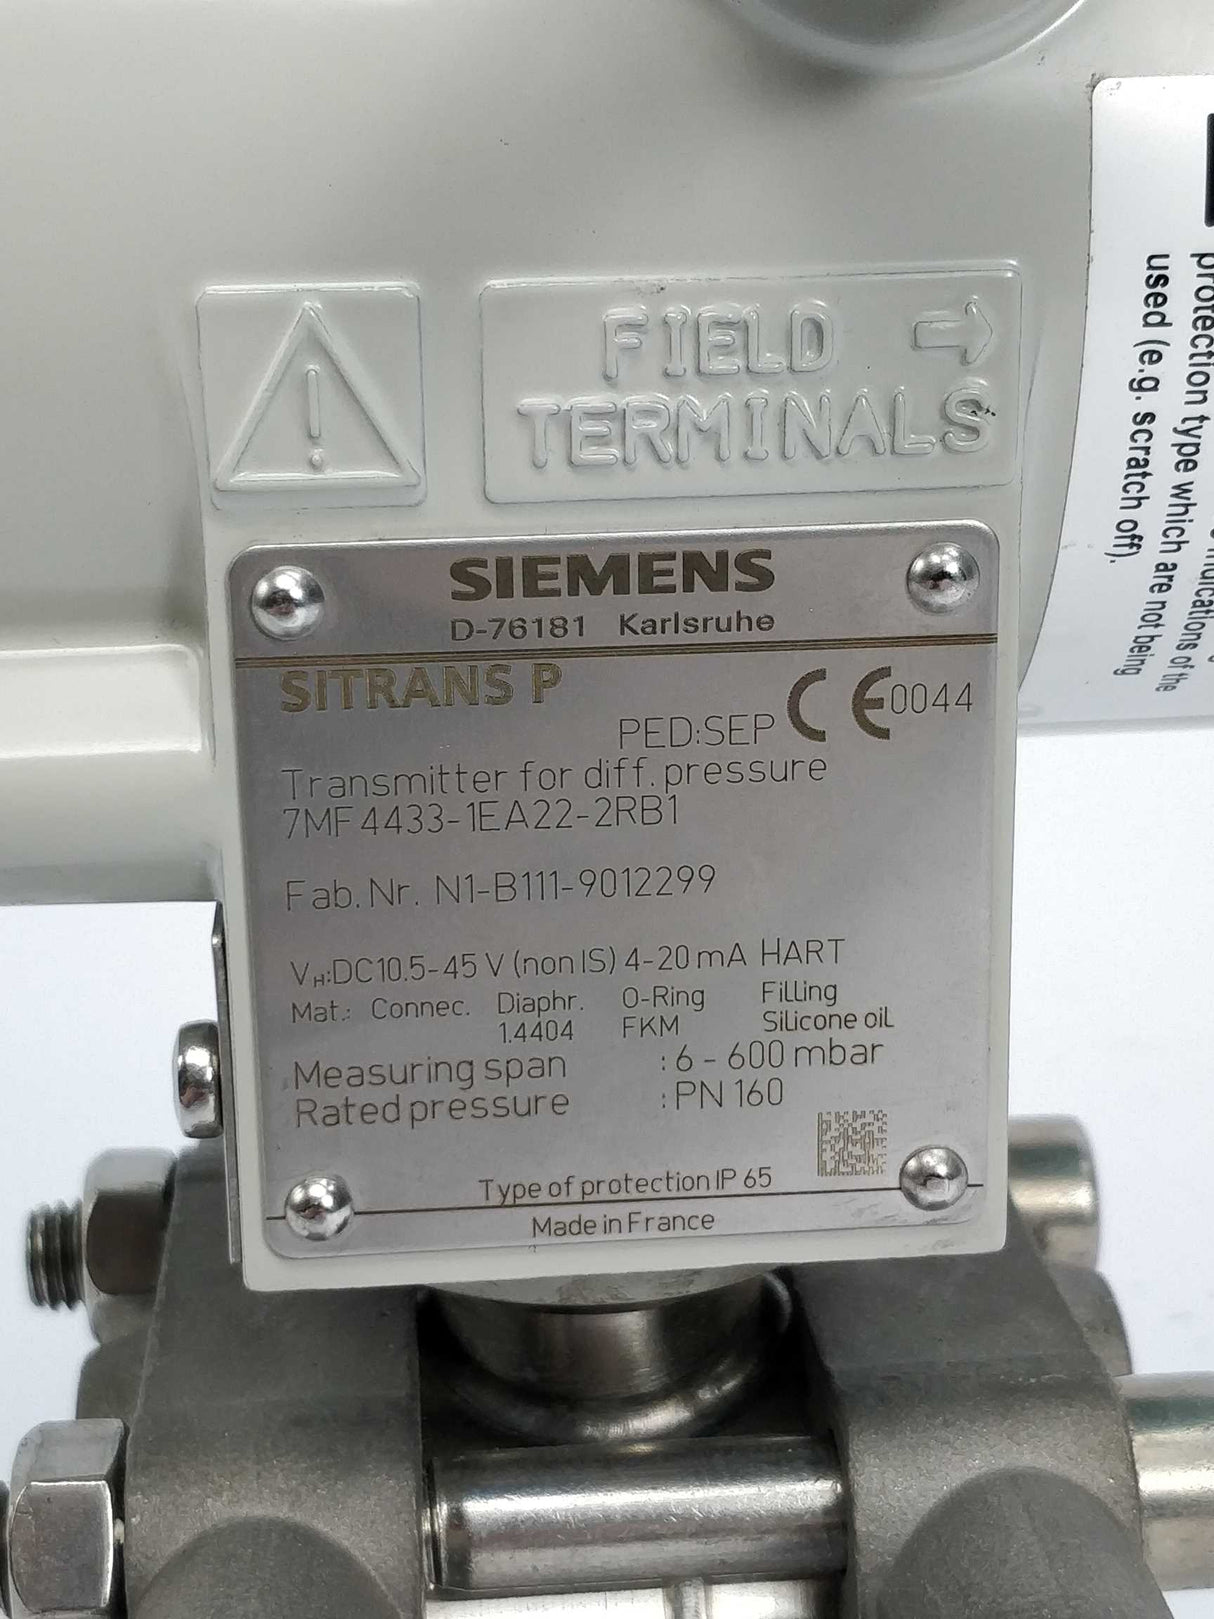 FIELD →
TERMINALS
SIEMENS
D-76181 Karlsruhe
SITRANS P
PED:SEP CE0044
Transmitter for diff. pressure
7MF4433-1EA22-2RB1
Fab. Nr. N1-B111-9012299
VH:DC10.5-45 V (non IS) 4-20 mA HART
Mat.: Connec. Diaphr. O-Ring Filling
1.4404 FKM Silicone oil
Measuring span : 6 - 600 mbar
Rated pressure : PN 160
Type of protection IP 65
Made in France
protection type which are not being
used (e.g. scratch off).